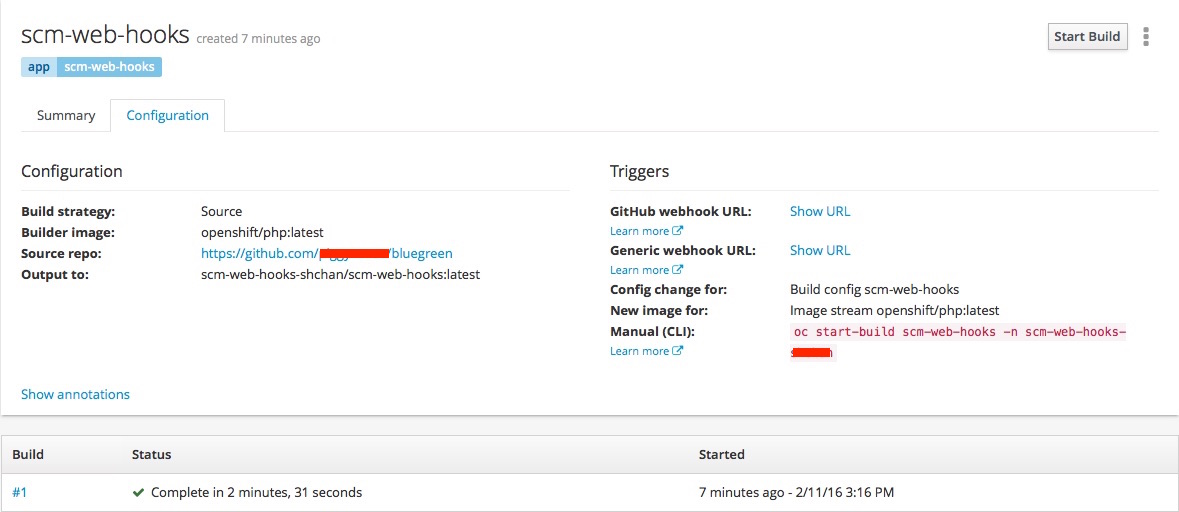 scm-web-hooks created 7 minutes ago
Start Build
app scm-web-hooks
Summary Configuration
Configuration
Build strategy: Source
Builder image: openshift/php:latest
Source repo: https://github.com/ /bluegreen
Output to: scm-web-hooks-shchan/scm-web-hooks:latest
Show annotations
Triggers
GitHub webhook URL: Show URL
Learn more
Generic webhook URL: Show URL
Learn more
Config change for: Build config scm-web-hooks
New image for: Image stream openshift/php:latest
Manual (CLI): oc start-build scm-web-hooks -n scm-web-hooks-
Learn more
Build Status Started
#1 Complete in 2 minutes, 31 seconds 7 minutes ago - 2/11/16 3:16 PM